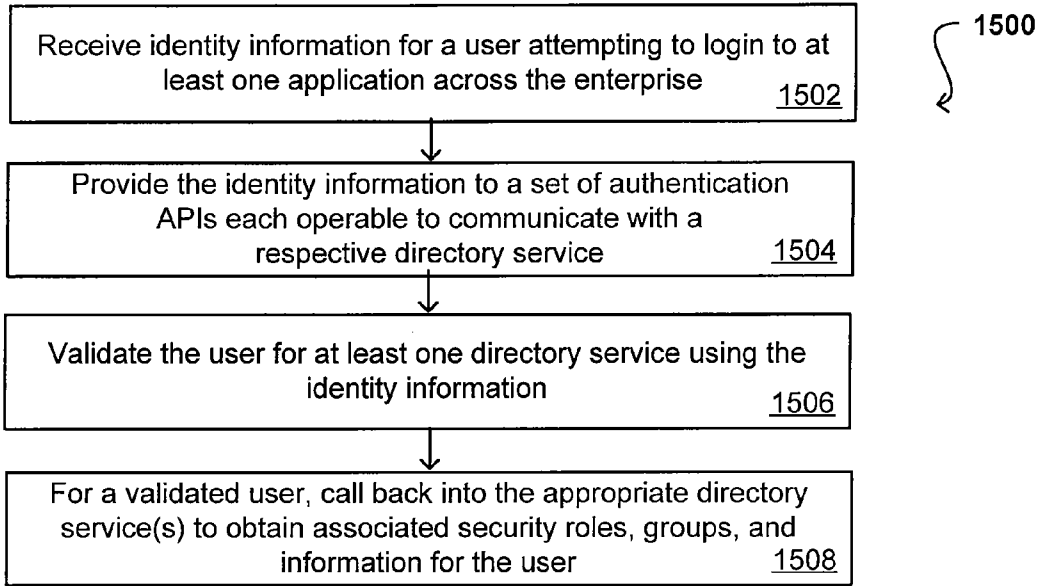 1500
Receive identity information for a user attempting to login to at
least one application across the enterprise
1502
Provide the identity information to a set of authentication
APIs each operable to communicate with a
respective directory service
1504
Validate the user for at least one directory service using the
identity information
1506
For a validated user, call back into the appropriate directory
service(s) to obtain associated security roles, groups, and
information for the user
1508